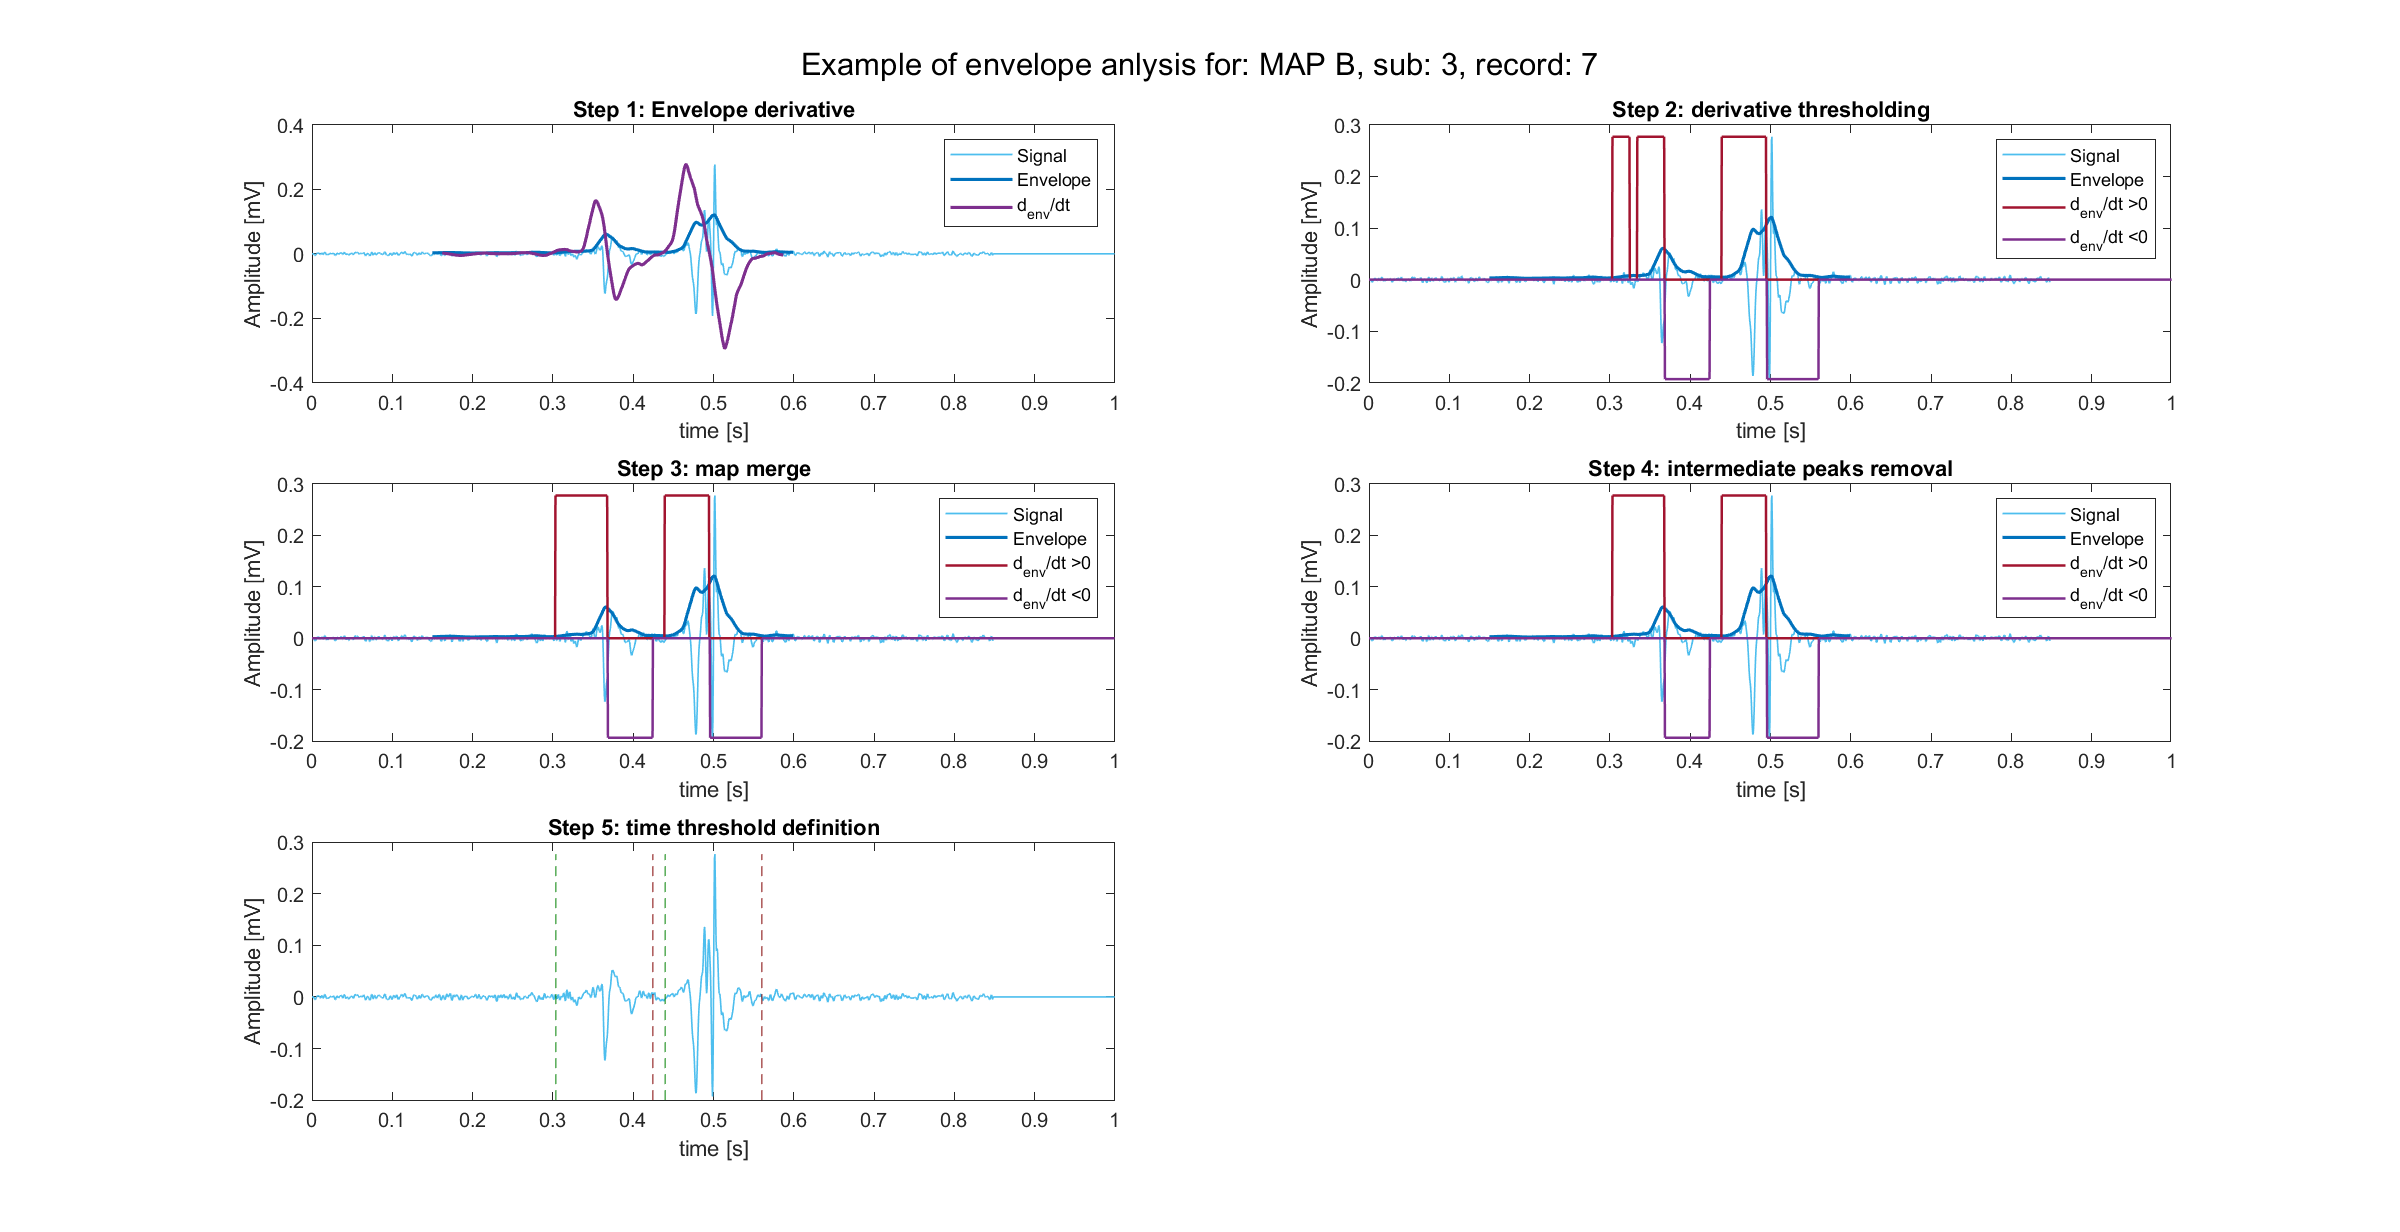 Example of envelope anlysis for: MAP B, sub: 3, record: 7
Step 1: Envelope derivative
0.4
0.2
0
-0.2
-0.4
Amplitude [mV]
0 0.1 0.2 0.3 0.4 0.5 0.6 0.7 0.8 0.9 1
time [s]
Signal
Envelope
d_env/dt
Step 2: derivative thresholding
0.3
0.2
0.1
0
-0.1
-0.2
Amplitude [mV]
0 0.1 0.2 0.3 0.4 0.5 0.6 0.7 0.8 0.9 1
time [s]
Signal
Envelope
d_env/dt >0
d_env/dt <0
Step 3: map merge
0.3
0.2
0.1
0
-0.1
-0.2
Amplitude [mV]
0 0.1 0.2 0.3 0.4 0.5 0.6 0.7 0.8 0.9 1
time [s]
Signal
Envelope
d_env/dt >0
d_env/dt <0
Step 4: intermediate peaks removal
0.3
0.2
0.1
0
-0.1
-0.2
Amplitude [mV]
0 0.1 0.2 0.3 0.4 0.5 0.6 0.7 0.8 0.9 1
time [s]
Signal
Envelope
d_env/dt >0
d_env/dt <0
Step 5: time threshold definition
0.3
0.2
0.1
0
-0.1
-0.2
Amplitude [mV]
0 0.1 0.2 0.3 0.4 0.5 0.6 0.7 0.8 0.9 1
time [s]